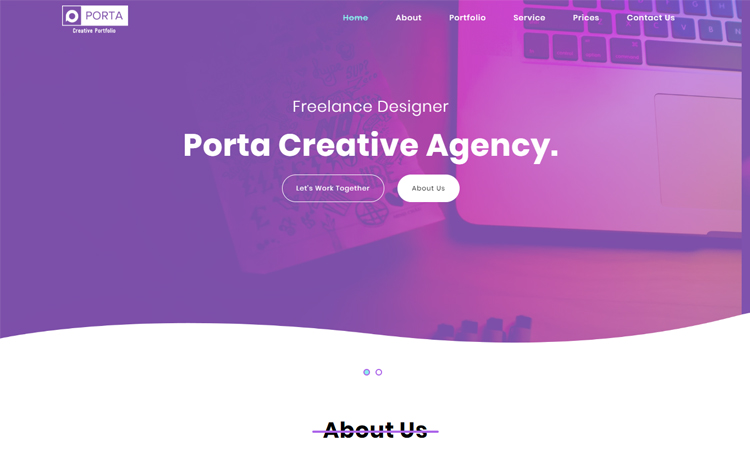 PORTA
Creative Portfolio
Home About Portfolio Service Prices Contact Us
Freelance Designer
Porta Creative Agency.
Let's Work Together About Us
About Us